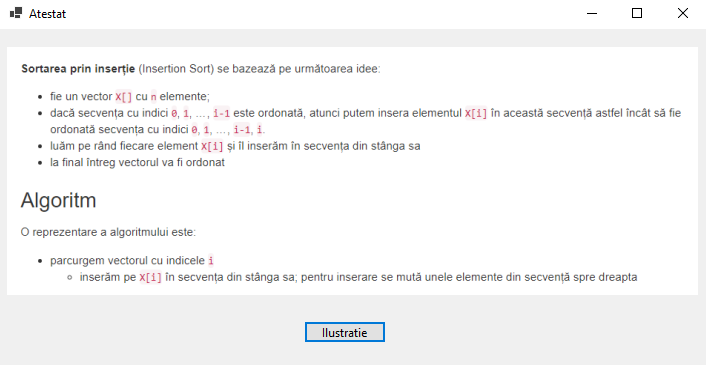 Atestat
Sortarea prin inserție (Insertion Sort) se bazează pe următoarea idee:
fie un vector X[] cu n elemente;
dacă secvența cu indici 0, 1, …, i-1 este ordonată, atunci putem insera elementul X[i] în această secvență astfel încât să fie
ordonată secvența cu indici 0, 1, …, i-1, i.
luăm pe rând fiecare element X[i] și îl inserăm în secvența din stânga sa
la final întreg vectorul va fi ordonat
Algoritm
O reprezentare a algoritmului este:
parcurgem vectorul cu indicele i
inserăm pe X[i] în secvența din stânga sa; pentru inserare se mută unele elemente din secvență spre dreapta
Ilustratie